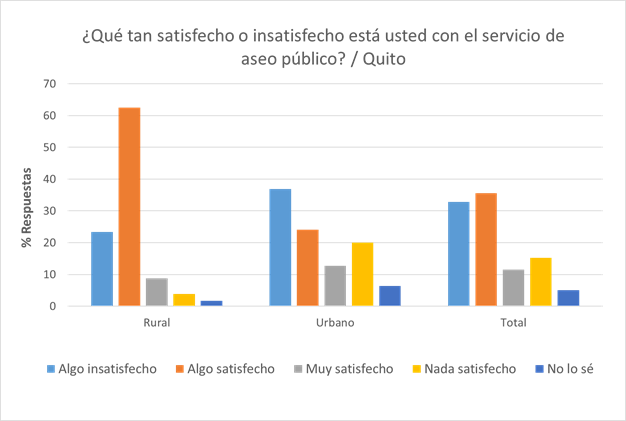 ¿Qué tan satisfecho o insatisfecho está usted con el servicio de
aseo público? / Quito
70
60
50
40
30
20
10
0
% Respuestas
Rural
Urbano
Total
Algo insatisfecho
Algo satisfecho
Muy satisfecho
Nada satisfecho
No lo sé